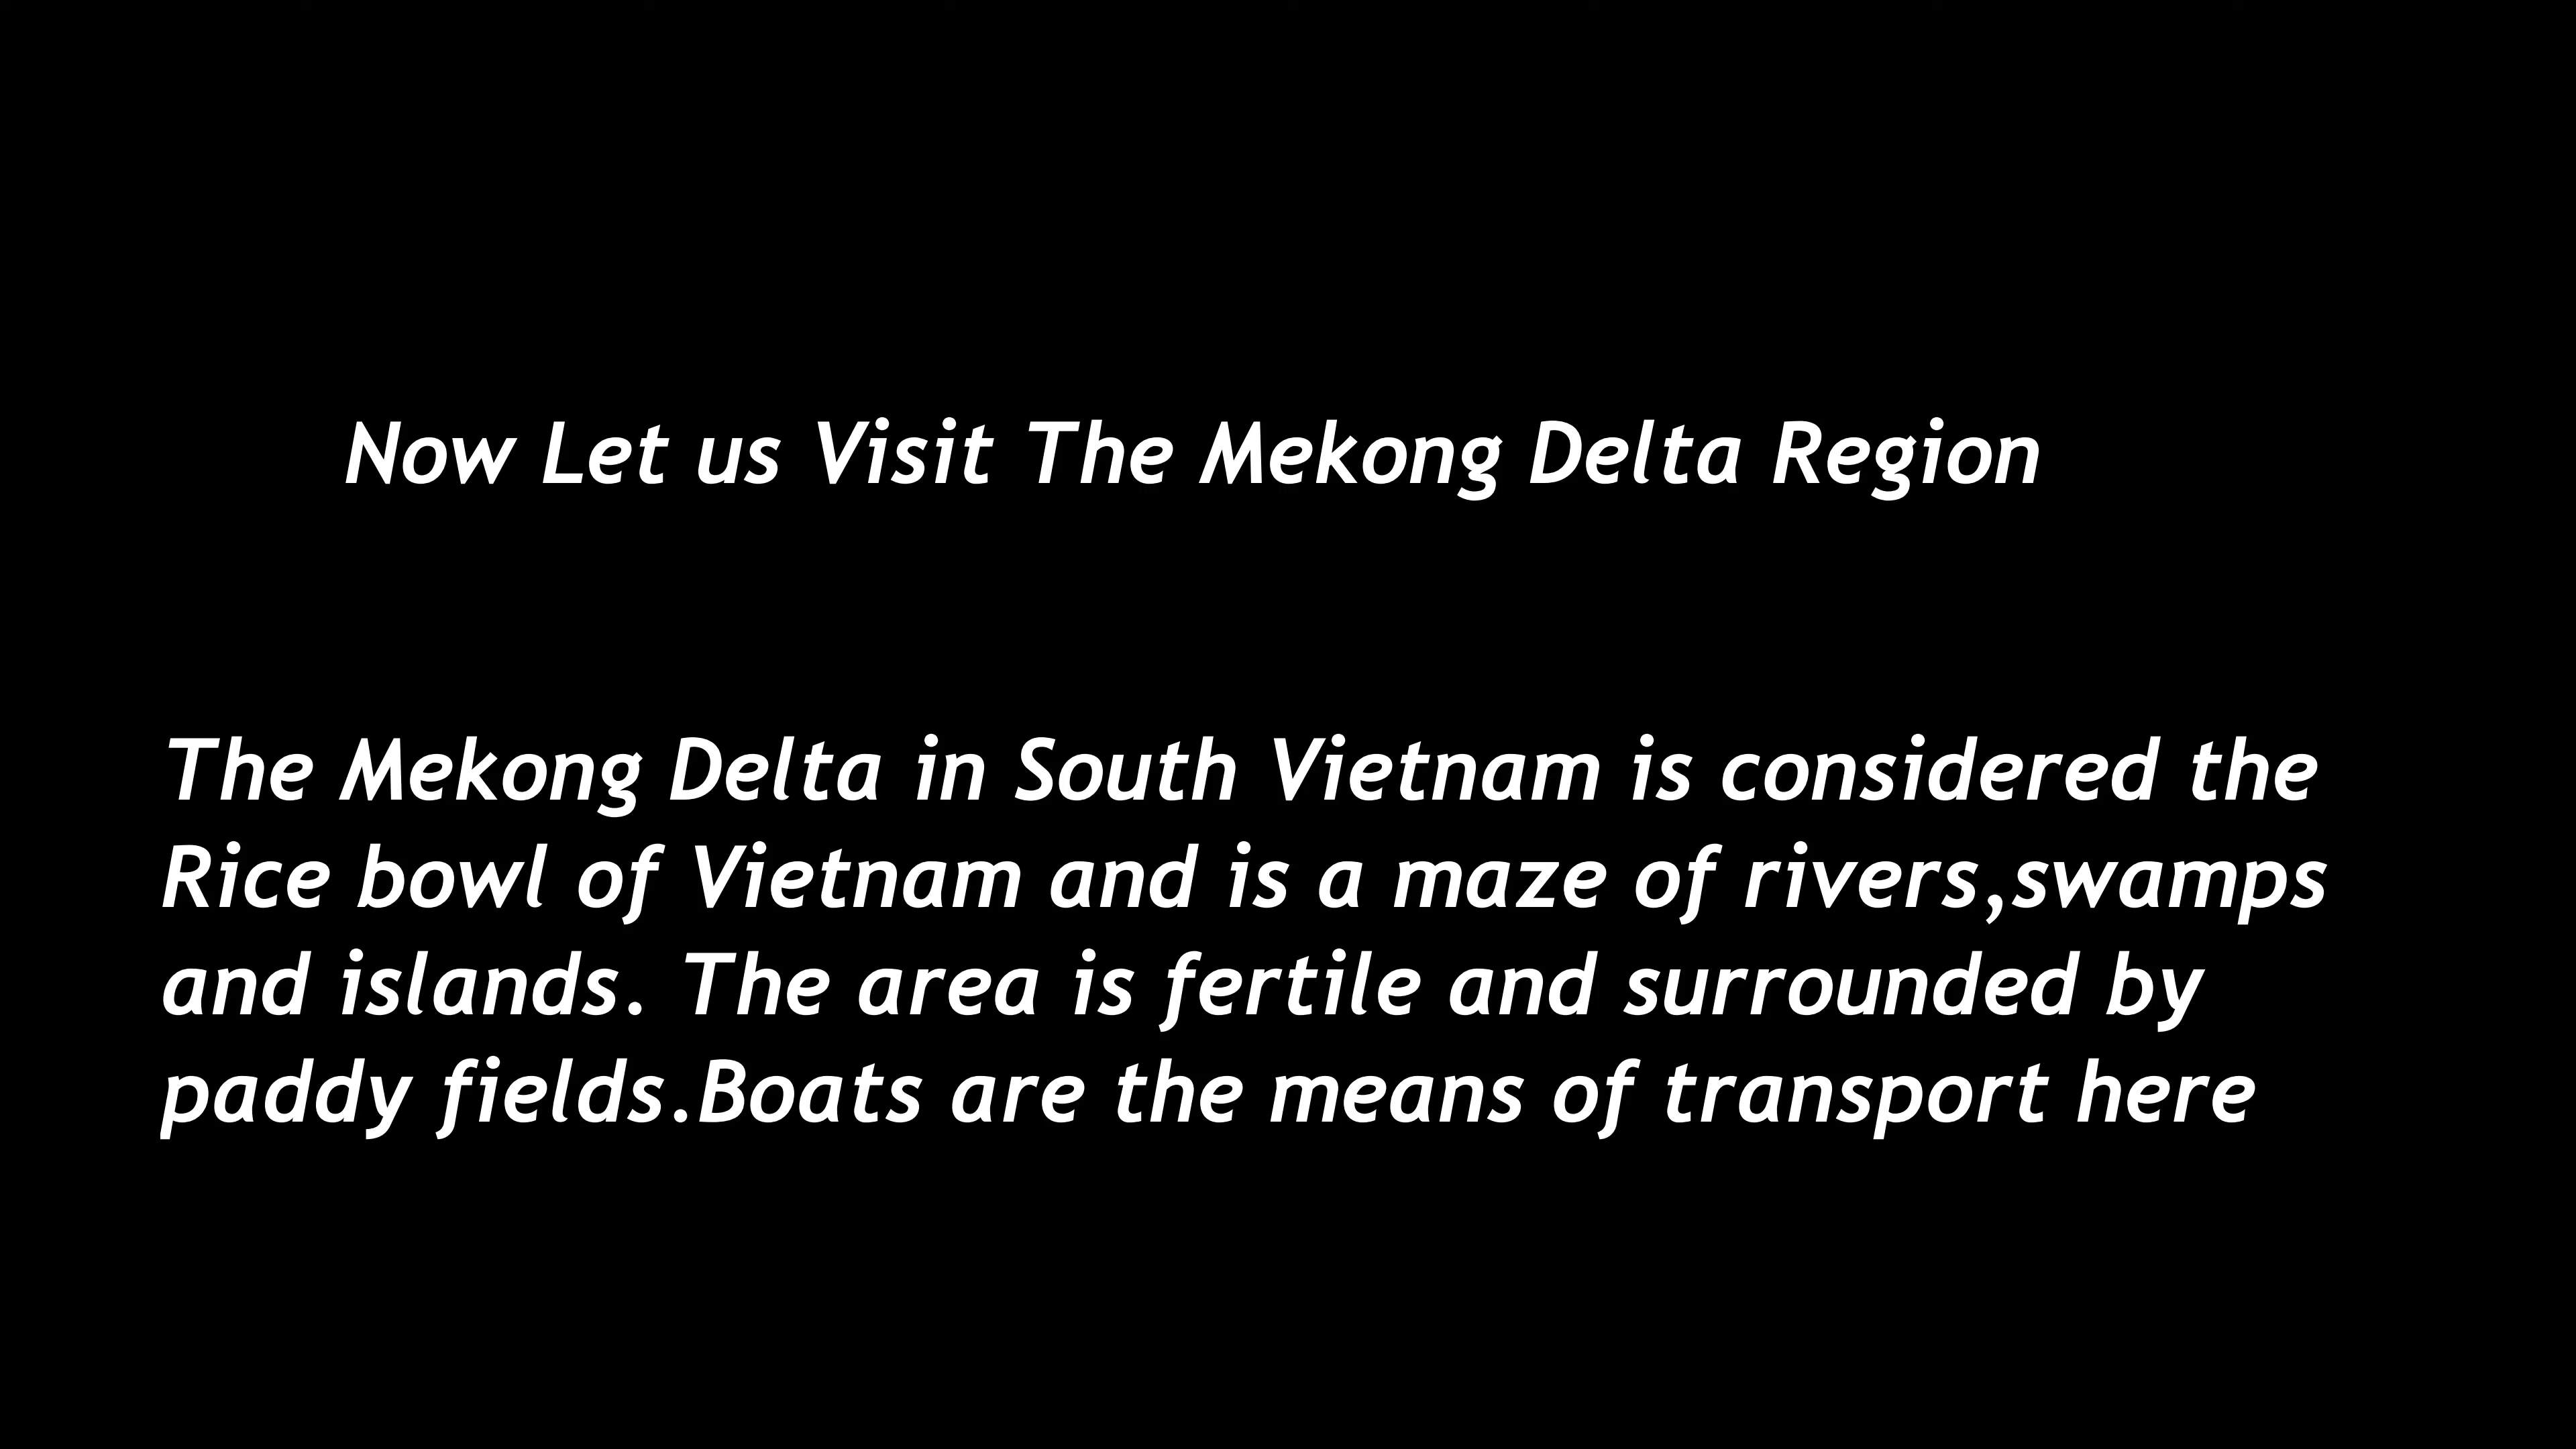 Now Let us Visit The Mekong Delta Region
The Mekong Delta in South Vietnam is considered the
Rice bowl of Vietnam and is a maze of rivers,swamps
and islands. The area is fertile and surrounded by
paddy fields.Boats are the means of transport here